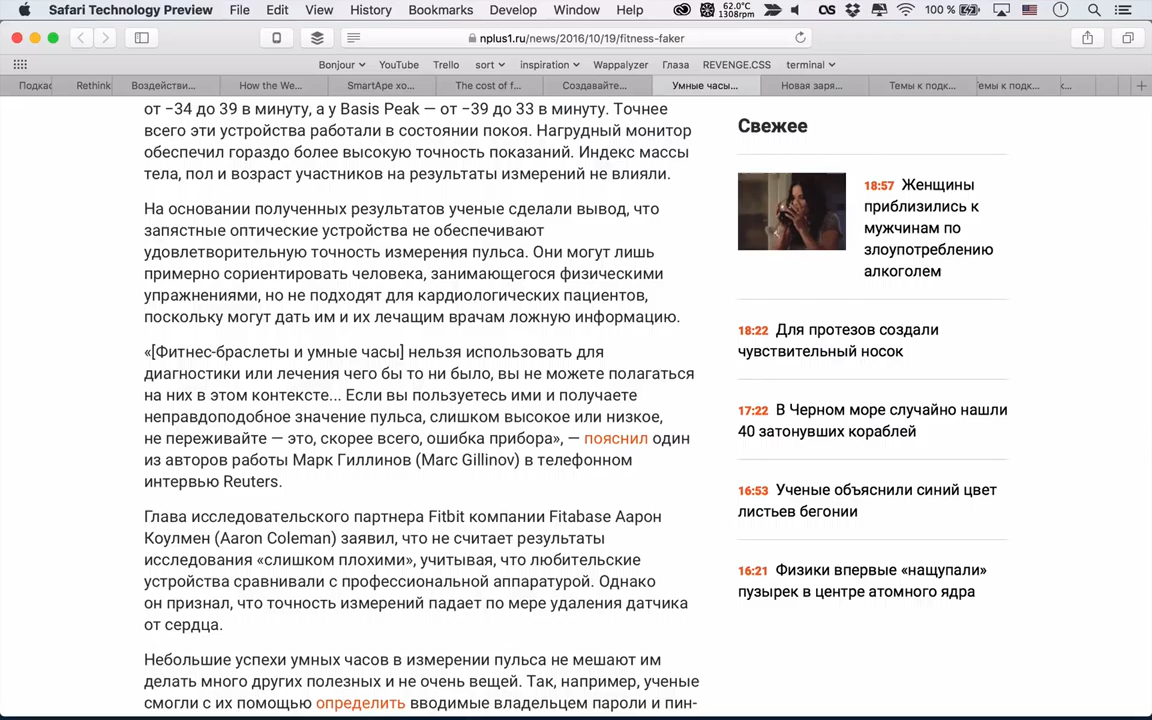 Safari Technology Preview File Edit View History Bookmarks Develop Window Help 62.0°C 1308rpm 100 %
nplus1.ru/news/2016/10/19/fitness-faker
Bonjour YouTube Trello sort inspiration Wappalyzer Глаза REVENGE.CSS terminal
Подкас Rethink Воздействи... How the We... SmartApe хо... The cost of f... Создавайте... Умные часы... Новая заря... Темы к подк... емы к подк... к...
от −34 до 39 в минуту, а у Basis Peak — от −39 до 33 в минуту. Точнее
всего эти устройства работали в состоянии покоя. Нагрудный монитор
обеспечил гораздо более высокую точность показаний. Индекс массы
тела, пол и возраст участников на результаты измерений не влияли.
На основании полученных результатов ученые сделали вывод, что
запястные оптические устройства не обеспечивают
удовлетворительную точность измерения пульса. Они могут лишь
примерно сориентировать человека, занимающегося физическими
упражнениями, но не подходят для кардиологических пациентов,
поскольку могут дать им и их лечащим врачам ложную информацию.
«[Фитнес-браслеты и умные часы] нельзя использовать для
диагностики или лечения чего бы то ни было, вы не можете полагаться
на них в этом контексте... Если вы пользуетесь ими и получаете
неправдоподобное значение пульса, слишком высокое или низкое,
не переживайте — это, скорее всего, ошибка прибора», — пояснил один
из авторов работы Марк Гиллинов (Marc Gillinov) в телефонном
интервью Reuters.
Глава исследовательского партнера Fitbit компании Fitabase Аарон
Коулмен (Aaron Coleman) заявил, что не считает результаты
исследования «слишком плохими», учитывая, что любительские
устройства сравнивали с профессиональной аппаратурой. Однако
он признал, что точность измерений падает по мере удаления датчика
от сердца.
Небольшие успехи умных часов в измерении пульса не мешают им
делать много других полезных и не очень вещей. Так, например, ученые
смогли с их помощью определить вводимые владельцем пароли и пин-
Свежее
18:57 Женщины
приблизились к
мужчинам по
злоупотреблению
алкоголем
18:22 Для протезов создали
чувствительный носок
17:22 В Черном море случайно нашли
40 затонувших кораблей
16:53 Ученые объяснили синий цвет
листьев бегонии
16:21 Физики впервые «нащупали»
пузырек в центре атомного ядра